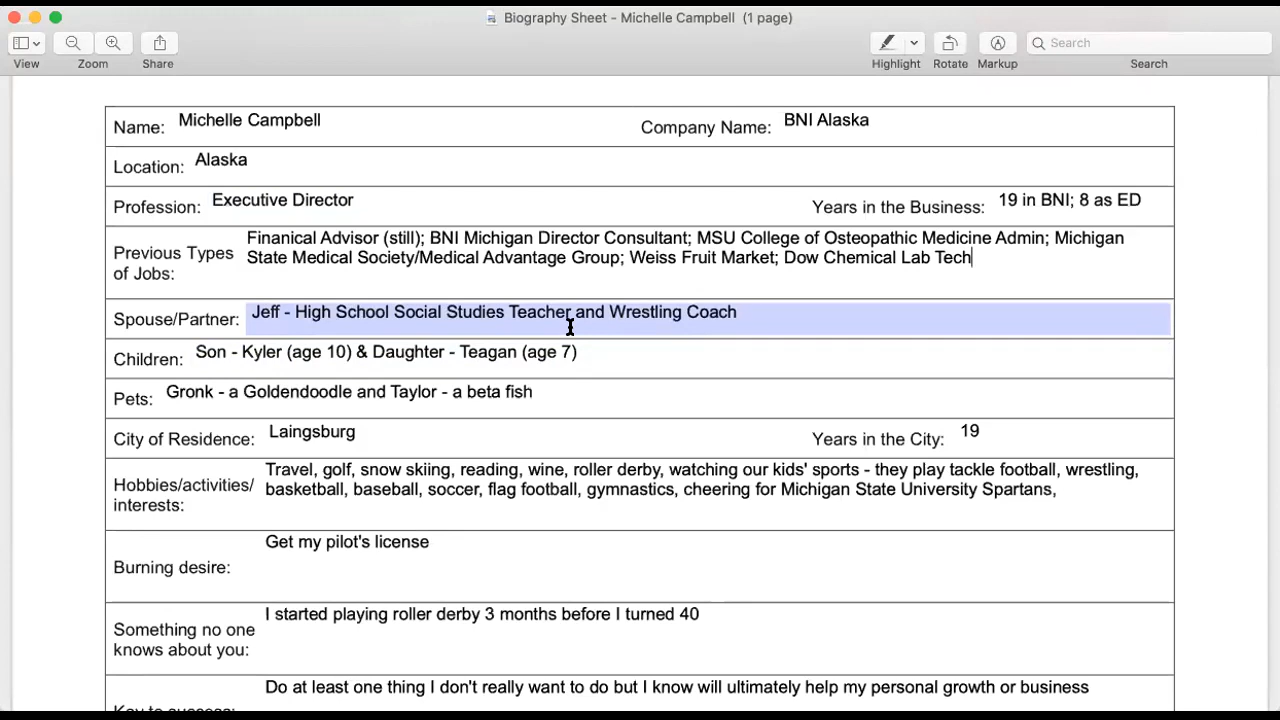 Biography Sheet - Michelle Campbell (1 page)
View Zoom Share Highlight Rotate Markup Search
Search
Name: Michelle Campbell Company Name: BNI Alaska
Location: Alaska
Profession: Executive Director Years in the Business: 19 in BNI; 8 as ED
Previous Types of Jobs: Finanical Advisor (still); BNI Michigan Director Consultant; MSU College of Osteopathic Medicine Admin; Michigan
State Medical Society/Medical Advantage Group; Weiss Fruit Market; Dow Chemical Lab Tech
Spouse/Partner: Jeff - High School Social Studies Teacher and Wrestling Coach
Children: Son - Kyler (age 10) & Daughter - Teagan (age 7)
Pets: Gronk - a Goldendoodle and Taylor - a beta fish
City of Residence: Laingsburg Years in the City: 19
Hobbies/activities/
interests: Travel, golf, snow skiing, reading, wine, roller derby, watching our kids' sports - they play tackle football, wrestling,
basketball, baseball, soccer, flag football, gymnastics, cheering for Michigan State University Spartans,
Burning desire: Get my pilot's license
Something no one
knows about you: I started playing roller derby 3 months before I turned 40
Key to success: Do at least one thing I don't really want to do but I know will ultimately help my personal growth or business